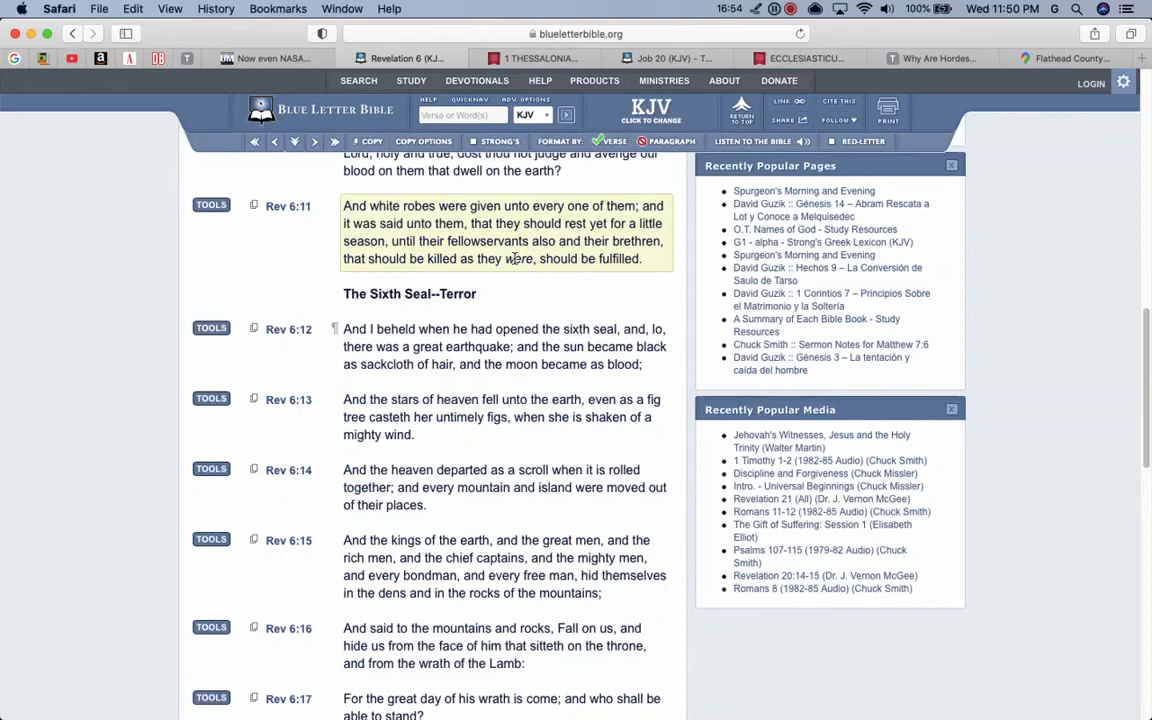 Safari File Edit View History Bookmarks Window Help 16:54 100% Wed 11:50 PM G
blueletterbible.org
Now even NASA... Revelation 6 (KJ... 1 THESSALONIA... Job 20 (KJV) - T... ECCLESIASTICU... Why Are Hordes... Flathead County...
SEARCH STUDY DEVOTIONALS HELP PRODUCTS MINISTRIES ABOUT DONATE LOGIN
BLUE LETTER BIBLE
HELP QUICKNAV ADV. OPTIONS
Verse or Word(s) KJV
KJV
CLICK TO CHANGE
RETURN TO TOP
LINK CITE THIS
SHARE FOLLOW PRINT
COPY COPY OPTIONS STRONG'S FORMAT BY: VERSE PARAGRAPH LISTEN TO THE BIBLE RED-LETTER
Lord, holy and true, dost thou not judge and avenge our
blood on them that dwell on the earth?
TOOLS Rev 6:11 And white robes were given unto every one of them; and
it was said unto them, that they should rest yet for a little
season, until their fellowservants also and their brethren,
that should be killed as they were, should be fulfilled.
The Sixth Seal--Terror
TOOLS Rev 6:12 ¶ And I beheld when he had opened the sixth seal, and, lo,
there was a great earthquake; and the sun became black
as sackcloth of hair, and the moon became as blood;
TOOLS Rev 6:13 And the stars of heaven fell unto the earth, even as a fig
tree casteth her untimely figs, when she is shaken of a
mighty wind.
TOOLS Rev 6:14 And the heaven departed as a scroll when it is rolled
together; and every mountain and island were moved out
of their places.
TOOLS Rev 6:15 And the kings of the earth, and the great men, and the
rich men, and the chief captains, and the mighty men,
and every bondman, and every free man, hid themselves
in the dens and in the rocks of the mountains;
TOOLS Rev 6:16 And said to the mountains and rocks, Fall on us, and
hide us from the face of him that sitteth on the throne,
and from the wrath of the Lamb:
TOOLS Rev 6:17 For the great day of his wrath is come; and who shall be
able to stand?
Recently Popular Pages
Spurgeon's Morning and Evening
David Guzik :: Génesis 14 – Abram Rescata a
Lot y Conoce a Melquisedec
O.T. Names of God - Study Resources
G1 - alpha - Strong's Greek Lexicon (KJV)
Spurgeon's Morning and Evening
David Guzik :: Hechos 9 – La Conversión de
Saulo de Tarso
David Guzik :: 1 Corintios 7 – Principios Sobre
el Matrimonio y la Soltería
A Summary of Each Bible Book - Study
Resources
Chuck Smith :: Sermon Notes for Matthew 7:6
David Guzik :: Génesis 3 – La tentación y
caída del hombre
Recently Popular Media
Jehovah's Witnesses, Jesus and the Holy
Trinity (Walter Martin)
1 Timothy 1-2 (1982-85 Audio) (Chuck Smith)
Discipline and Forgiveness (Chuck Missler)
Intro. - Universal Beginnings (Chuck Missler)
Revelation 21 (All) (Dr. J. Vernon McGee)
Romans 11-12 (1982-85 Audio) (Chuck Smith)
The Gift of Suffering: Session 1 (Elisabeth
Elliot)
Psalms 107-115 (1979-82 Audio) (Chuck
Smith)
Revelation 20:14-15 (Dr. J. Vernon McGee)
Romans 8 (1982-85 Audio) (Chuck Smith)